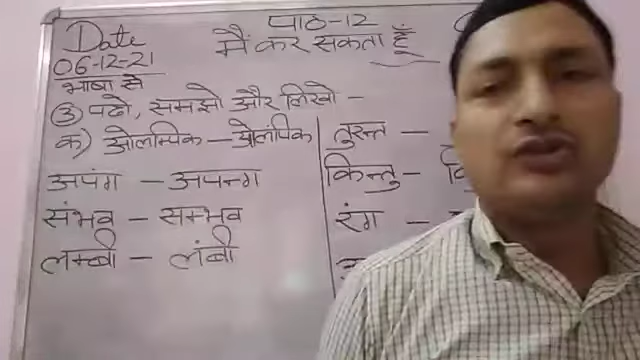 Date
06-12-21
पाठ-12
मैं कर सकता हूँ
भाषा से
③ पढो, समझो और लिखो -
क) ओलम्पिक - ओलंपिक
अपंग - अपन्ग
संभव - सम्भव
लम्बी - लंबी
तुरन्त -
किन्तु -
रंग -